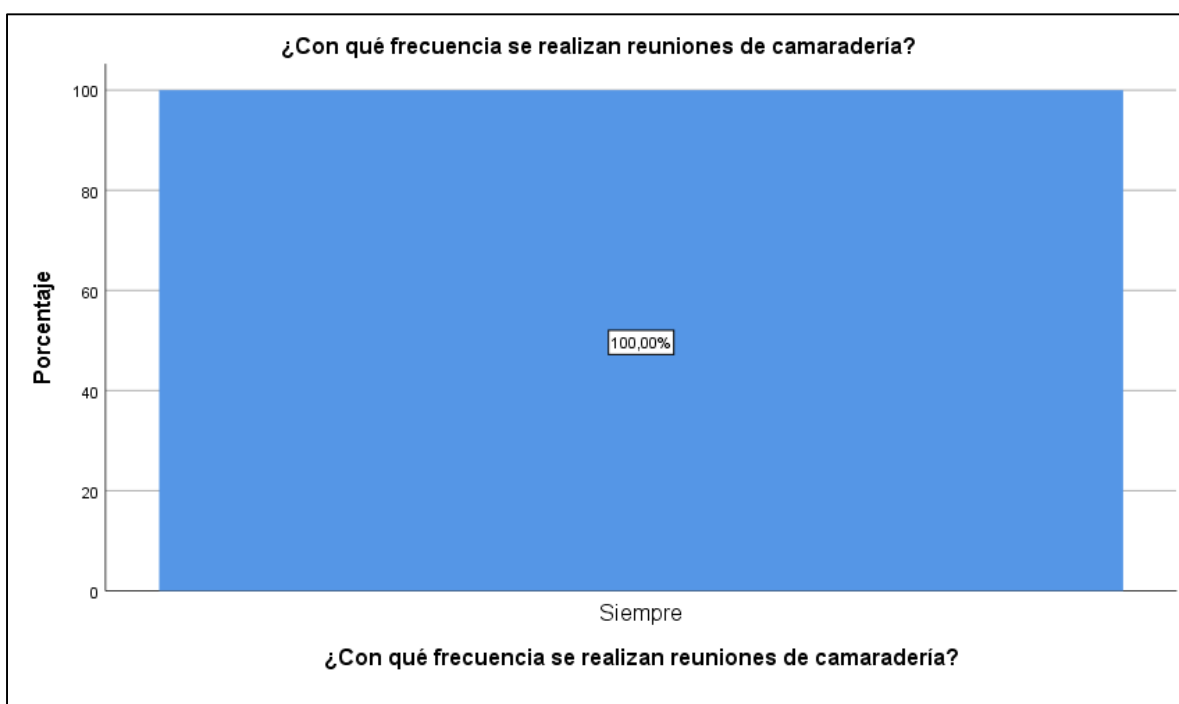 ¿Con qué frecuencia se realizan reuniones de camaradería?
100
80
60
40
20
0
Porcentaje
100,00%
Siempre
¿Con qué frecuencia se realizan reuniones de camaradería?